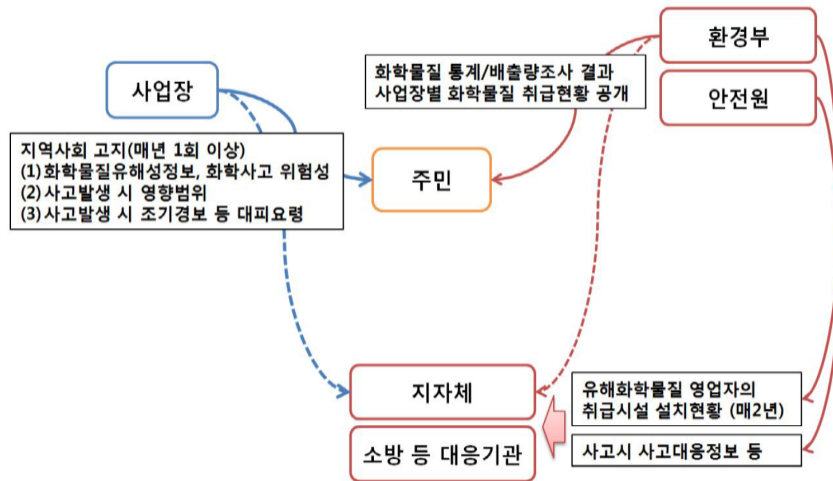 환경부
사업장
화학물질 통계/배출량조사 결과
사업장별 화학물질 취급현황 공개
안전원
지역사회 고지(매년 1회 이상)
(1)화학물질유해성정보, 화학사고 위험성
(2)사고발생 시 영향범위
(3)사고발생 시 조기경보 등 대피요령
주민
지자체
유해화학물질 영업자의
취급시설 설치현황 (매2년)
소방 등 대응기관
사고시 사고대응정보 등